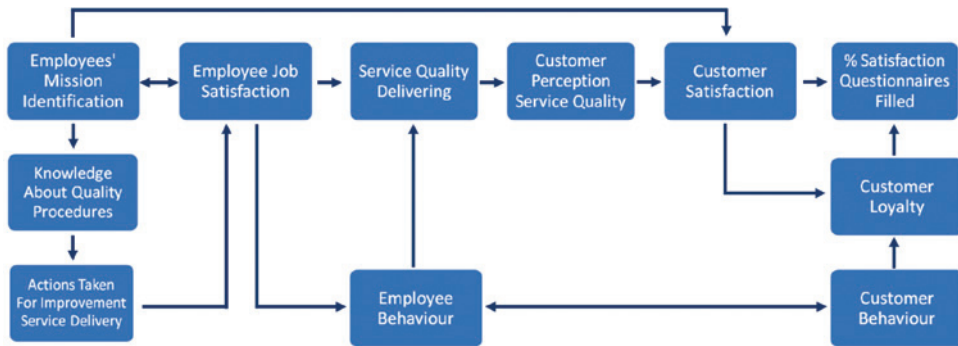 Employees'
Mission
Identification
Employee Job
Satisfaction
Service Quality
Delivering
Customer
Perception
Service Quality
Customer
Satisfaction
% Satisfaction
Questionnaires
Filled
Knowledge
About Quality
Procedures
Customer
Loyalty
Actions Taken
For Improvement
Service Delivery
Employee
Behaviour
Customer
Behaviour